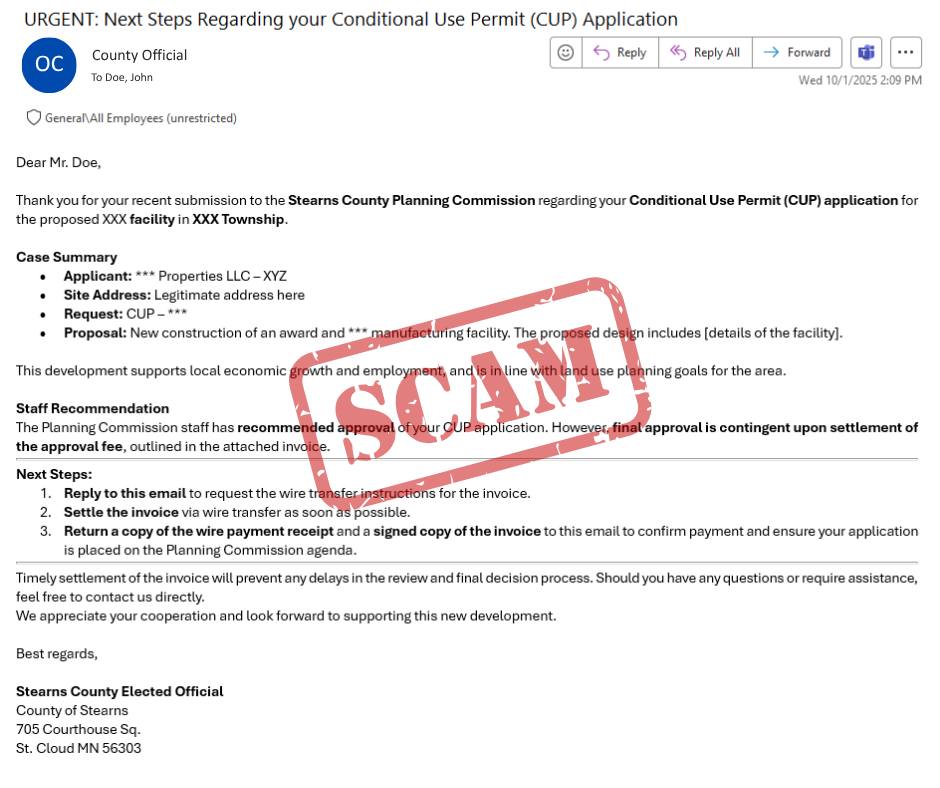 URGENT: Next Steps Regarding your Conditional Use Permit (CUP) Application
OC
County Official
To Doe, John
Reply
Reply All
Forward
Wed 10/1/2025 2:09 PM
General\All Employees (unrestricted)
Dear Mr. Doe,
Thank you for your recent submission to the Stearns County Planning Commission regarding your Conditional Use Permit (CUP) application for
the proposed XXX facility in XXX Township.
Case Summary
• Applicant: *** Properties LLC – XYZ
• Site Address: Legitimate address here
• Request: CUP – ***
• Proposal: New construction of an award and *** manufacturing facility. The proposed design includes [details of the facility].
This development supports local economic growth and employment, and is in line with land use planning goals for the area.
SCAM
Staff Recommendation
The Planning Commission staff has recommended approval of your CUP application. However, final approval is contingent upon settlement of
the approval fee, outlined in the attached invoice.
Next Steps:
1. Reply to this email to request the wire transfer instructions for the invoice.
2. Settle the invoice via wire transfer as soon as possible.
3. Return a copy of the wire payment receipt and a signed copy of the invoice to this email to confirm payment and ensure your application
is placed on the Planning Commission agenda.
Timely settlement of the invoice will prevent any delays in the review and final decision process. Should you have any questions or require assistance,
feel free to contact us directly.
We appreciate your cooperation and look forward to supporting this new development.
Best regards,
Stearns County Elected Official
County of Stearns
705 Courthouse Sq.
St. Cloud MN 56303